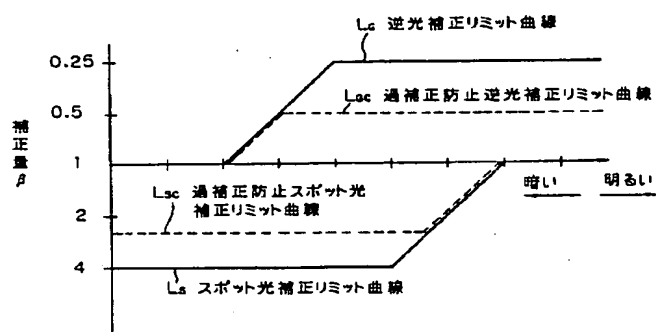 LG 逆光補正リミット曲線
0.25
LGC 過補正防止逆光補正リミット曲線
0.5
補正量β
1
暗い 明るい
LSC 過補正防止スポット光
補正リミット曲線
2
4
LS スポット光補正リミット曲線